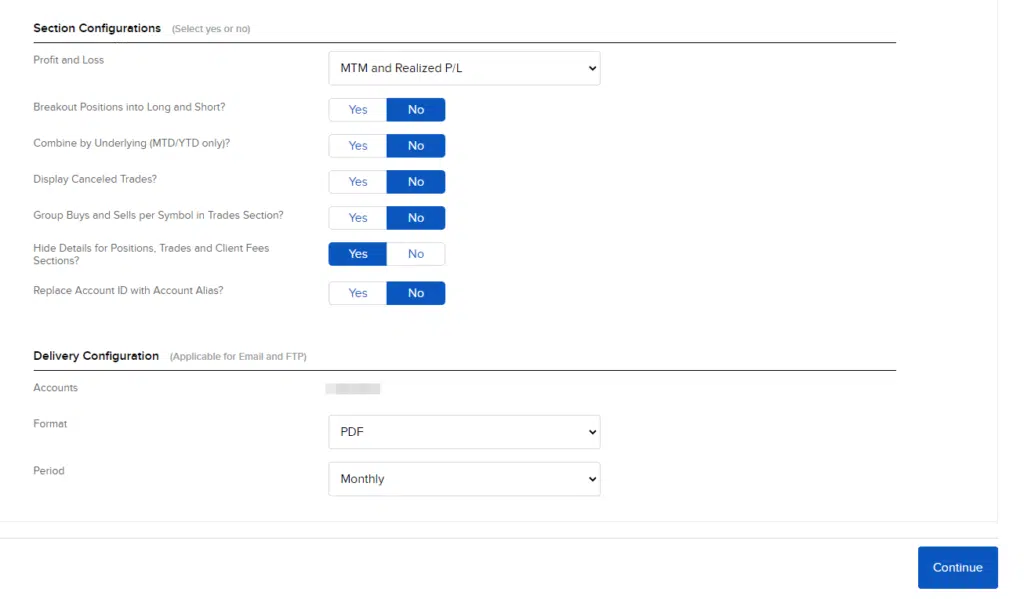 Section Configurations (Select yes or no)
Profit and Loss
MTM and Realized P/L
Breakout Positions into Long and Short?
Yes No
Combine by Underlying (MTD/YTD only)?
Yes No
Display Canceled Trades?
Yes No
Group Buys and Sells per Symbol in Trades Section?
Yes No
Hide Details for Positions, Trades and Client Fees
Sections?
Yes No
Replace Account ID with Account Alias?
Yes No
Delivery Configuration (Applicable for Email and FTP)
Accounts
Format
PDF
Period
Monthly
Continue